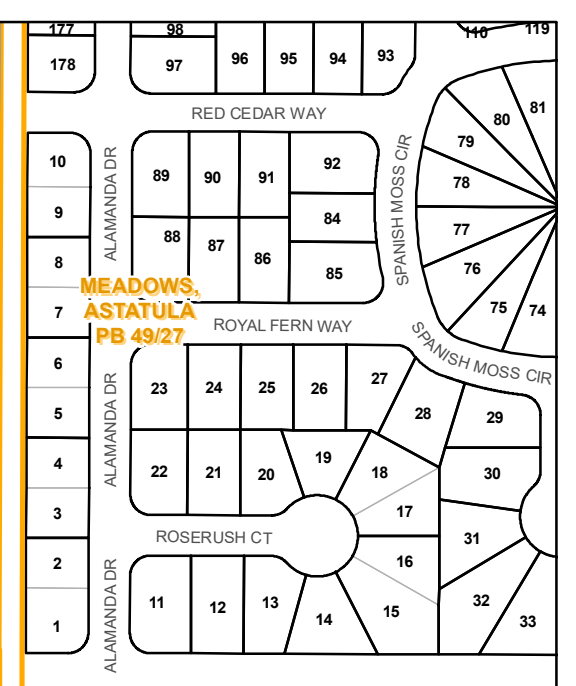 177 98 110 119
178 97 96 95 94 93
RED CEDAR WAY
81
80
79
10 89 90 91 92
78
9 84
88 87 86 77
8 85 76
75 74
ALAMANDA DR
SPANISH MOSS CIR
MEADOWS,
7 ASTATULA
PB 49/27
ROYAL FERN WAY
SPANISH MOSS CIR
6 23 24 25 26 27
5 28 29
ALAMANDA DR
4 22 21 20 19 18 30
3 17
ROSERUSH CT
31
2 16
11 12 13 14 15 32 33
1
ALAMANDA DR